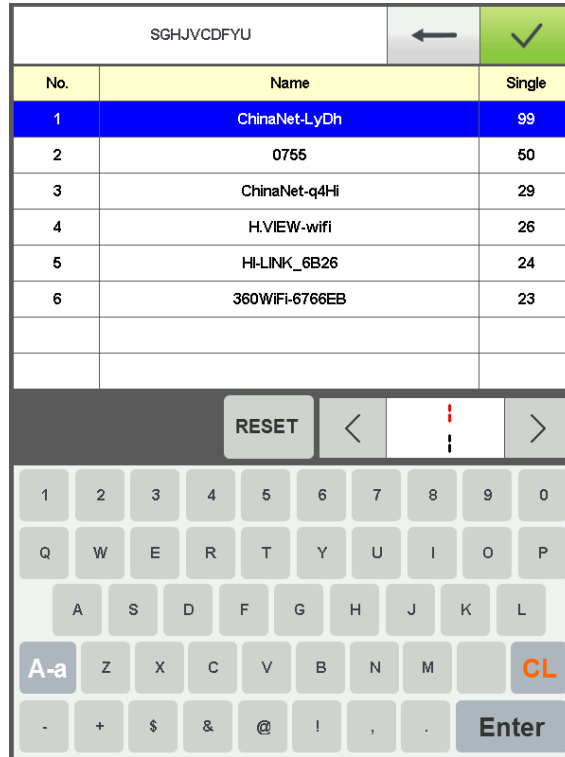 SGHJVCDFYU
No. Name Single
1 ChinaNet-LyDh 99
2 0755 50
3 ChinaNet-q4Hi 29
4 H.VIEW-wifi 26
5 HI-LINK_6B26 24
6 360WiFi-6766EB 23
RESET 1 1
1 2 3 4 5 6 7 8 9 0
Q W E R T Y U I O P
A S D F G H J K L
A-a Z X C V B N M CL
- + $ & @ ! , . Enter